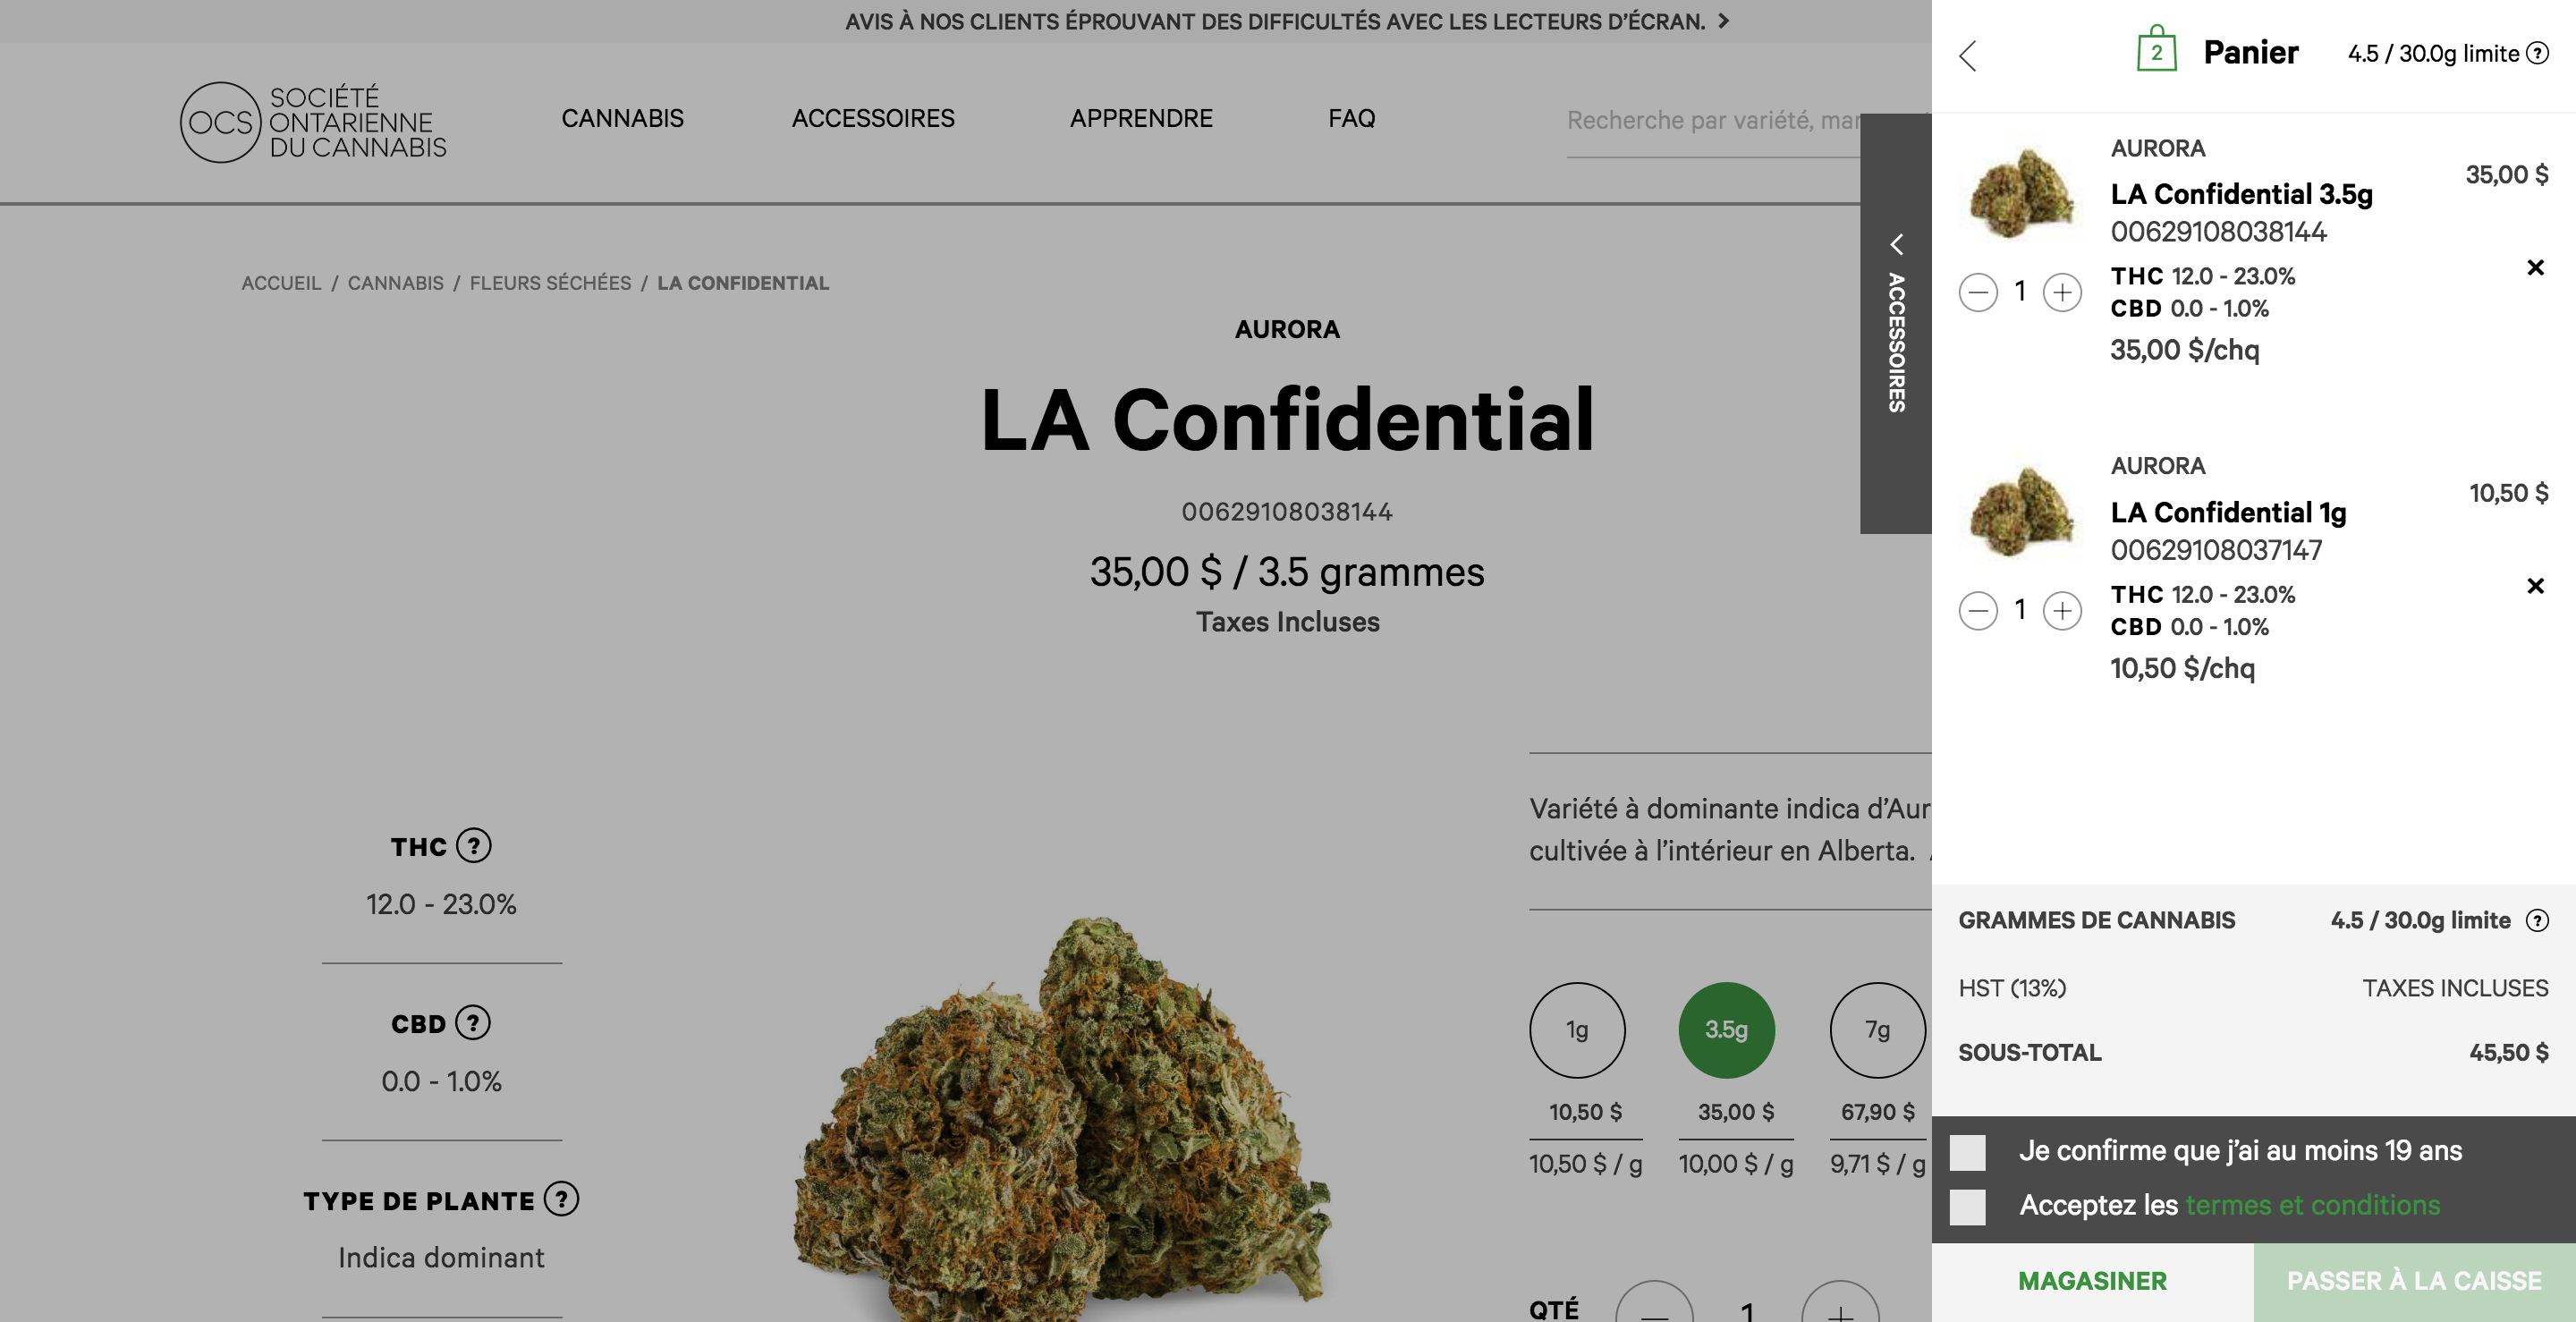 AVIS À NOS CLIENTS ÉPROUVANT DES DIFFICULTÉS AVEC LES LECTEURS D'ÉCRAN.
OCS
SOCIÉTÉ
ONTARIENNE
DU CANNABIS
CANNABIS
ACCESSOIRES
APPRENDRE
FAQ
Recherche par variété,
ACCUEIL / CANNABIS / FLEURS SÉCHÉES / LA CONFIDENTIAL
AURORA
LA Confidential
00629108038144
35,00 $ / 3.5 grammes
Taxes Incluses
THC ?
12.0 - 23.0%
CBD ?
0.0 - 1.0%
TYPE DE PLANTE ?
Indica dominant
Variété à dominante indica
cultivée à l'intérieur en Alberta.
1g
3.5g
7g
10,50 $
35,00 $
67,90 $
10,50 $ / g
10,00 $ / g
9,71 $ / g
QTÉ
1
ACCESSOIRES
2
Panier
4.5 / 30.0g limite ?
AURORA
35,00 $
LA Confidential 3.5g
00629108038144
THC 12.0 - 23.0%
1
CBD 0.0 - 1.0%
35,00 $/chq
AURORA
10,50 $
LA Confidential 1g
00629108037147
THC 12.0 - 23.0%
1
CBD 0.0 - 1.0%
10,50 $/chq
GRAMMES DE CANNABIS 4.5 / 30.0g limite ?
HST (13%) TAXES INCLUSES
SOUS-TOTAL 45,50 $
Je confirme que j'ai au moins 19 ans
Acceptez les termes et conditions
MAGASINER
PASSER À LA CAISSE